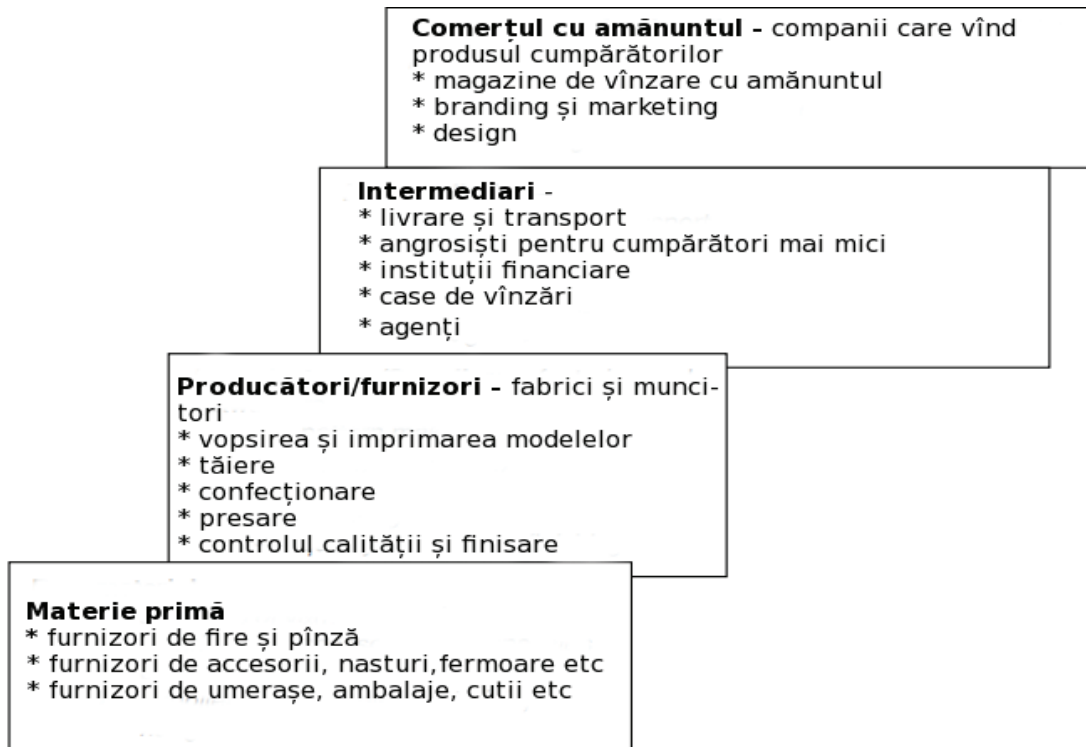 Comerțul cu amănuntul - companii care vînd
produsul cumpărătorilor
* magazine de vînzare cu amănuntul
* branding și marketing
* design
Intermediari -
* livrare și transport
* angrosiști pentru cumpărători mai mici
* instituții financiare
* case de vînzări
* agenți
Producători/furnizori - fabrici și munci-
tori
* vopsirea și imprimarea modelelor
* tăiere
* confecționare
* presare
* controlul calității și finisare
Materie primă
* furnizori de fire și pînză
* furnizori de accesorii, nasturi,fermoare etc
* furnizori de umerașe, ambalaje, cutii etc